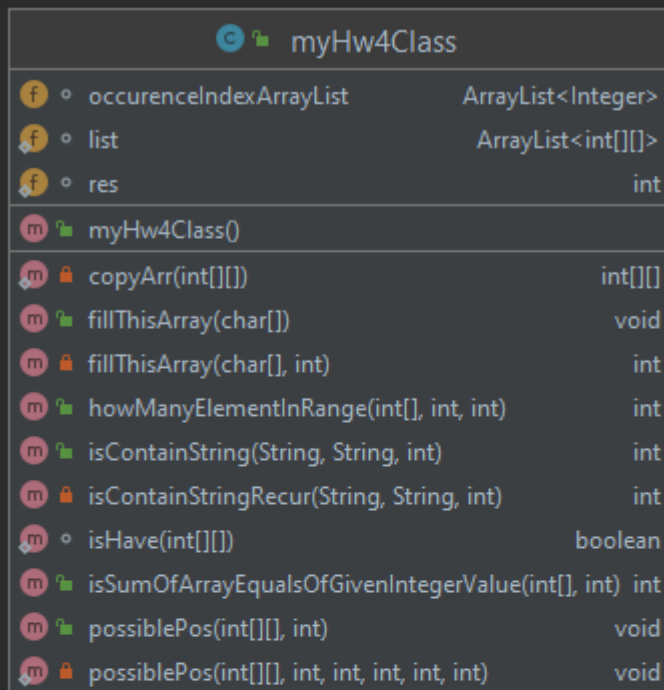 C myHw4Class
f occurenceIndexArrayList ArrayList<Integer>
f list ArrayList<int[][]>
f res int
m myHw4Class()
m copyArr(int[][]) int[][]
m fillThisArray(char[]) void
m fillThisArray(char[], int) int
m howManyElementInRange(int[], int, int) int
m isContainString(String, String, int) int
m isContainStringRecur(String, String, int) int
m isHave(int[][]) boolean
m isSumOfArrayEqualsOfGivenIntegerValue(int[], int) int
m possiblePos(int[][], int) void
m possiblePos(int[][], int, int, int, int, int) void